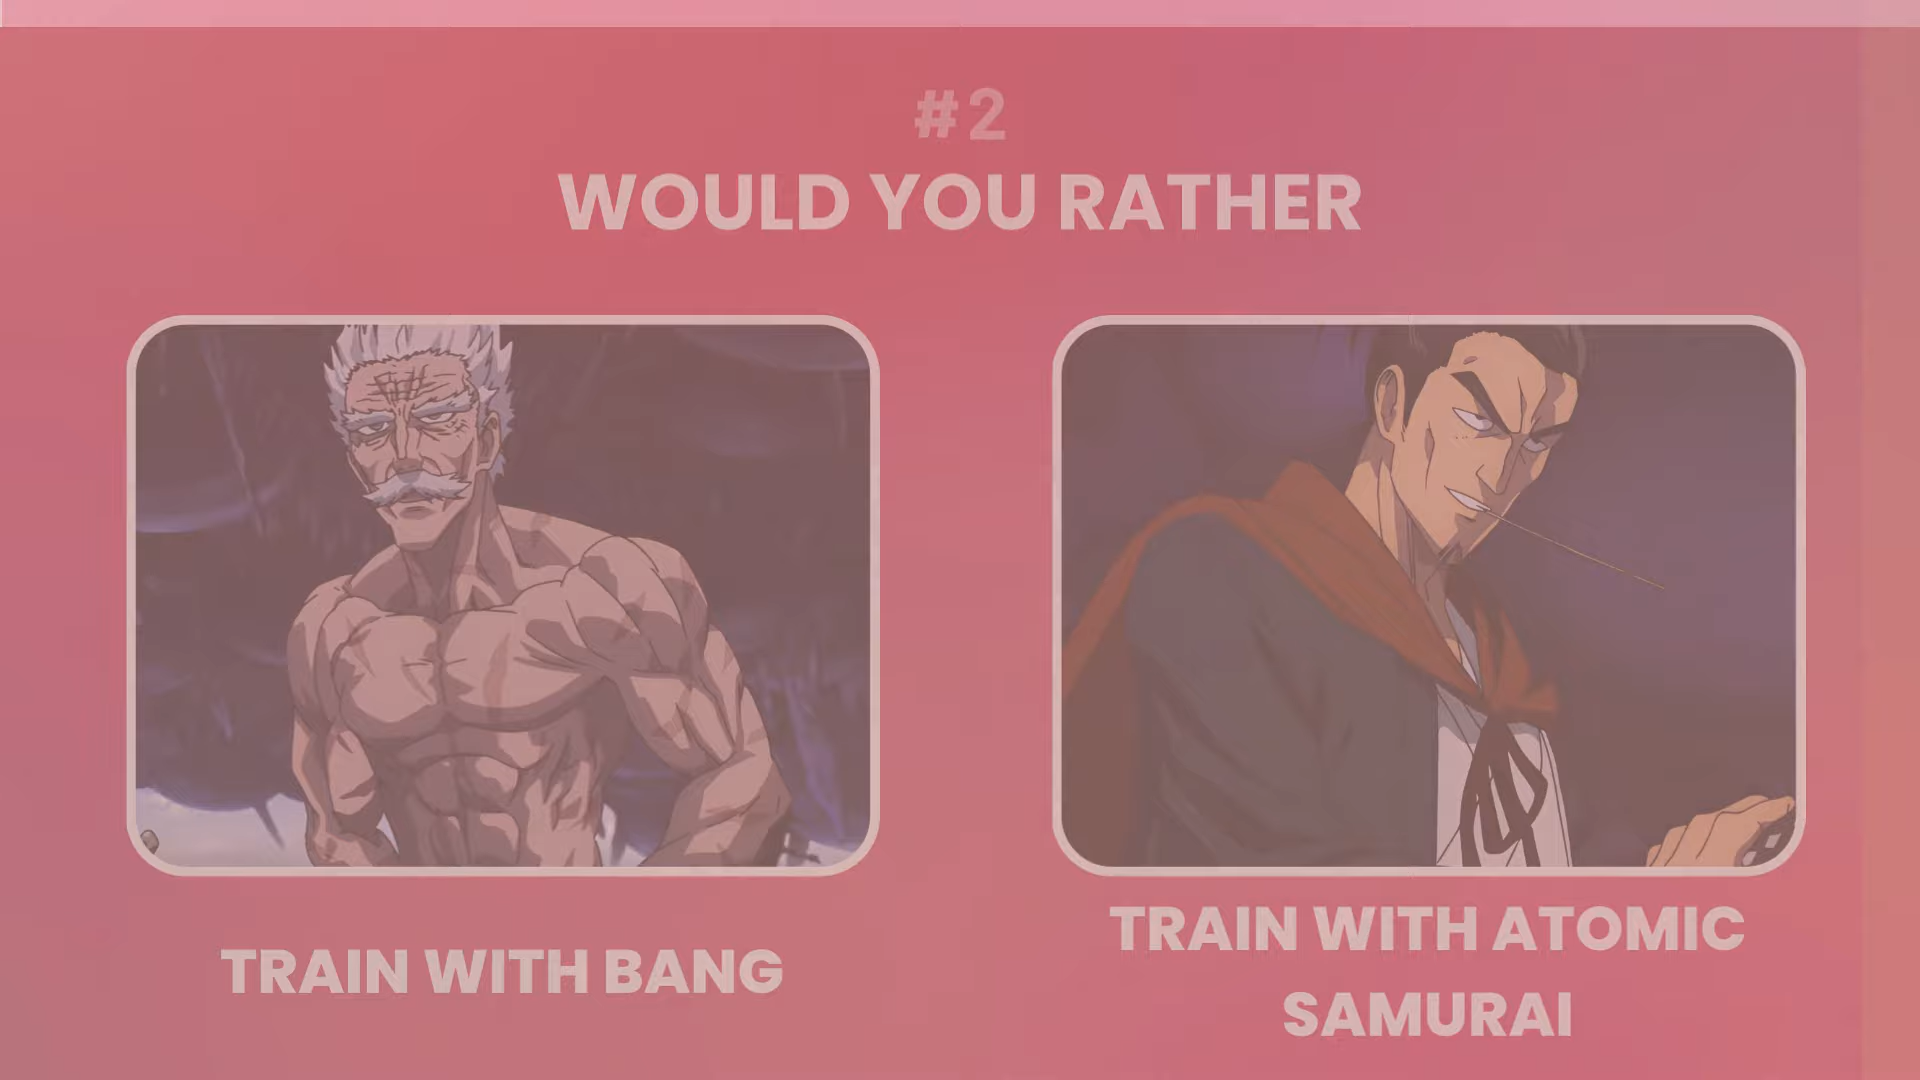 #2
WOULD YOU RATHER
TRAIN WITH BANG
TRAIN WITH ATOMIC
SAMURAI